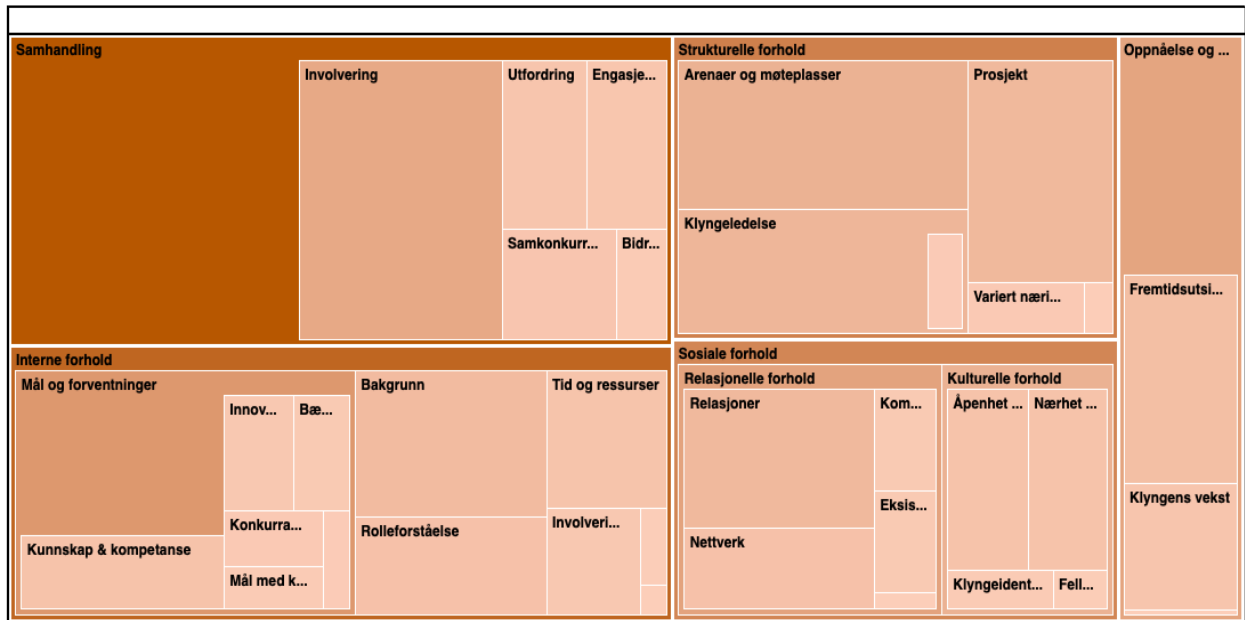 Samhandling
Involvering
Utfordring
Engasje...
Samkonkurr...
Bidr...
Strukturelle forhold
Arenaer og møteplasser
Prosjekt
Klyngeledelse
Variert næri...
Oppnåelse og ...
Fremtidsutsi...
Klyngens vekst
Interne forhold
Mål og forventninger
Innov...
Bæ...
Konkurra...
Kunnskap & kompetanse
Mål med k...
Bakgrunn
Rolleforståelse
Tid og ressurser
Involveri...
Sosiale forhold
Relasjonelle forhold
Relasjoner
Kom...
Eksis...
Nettverk
Kulturelle forhold
Åpenhet ...
Nærhet ...
Klyngeident...
Fell...